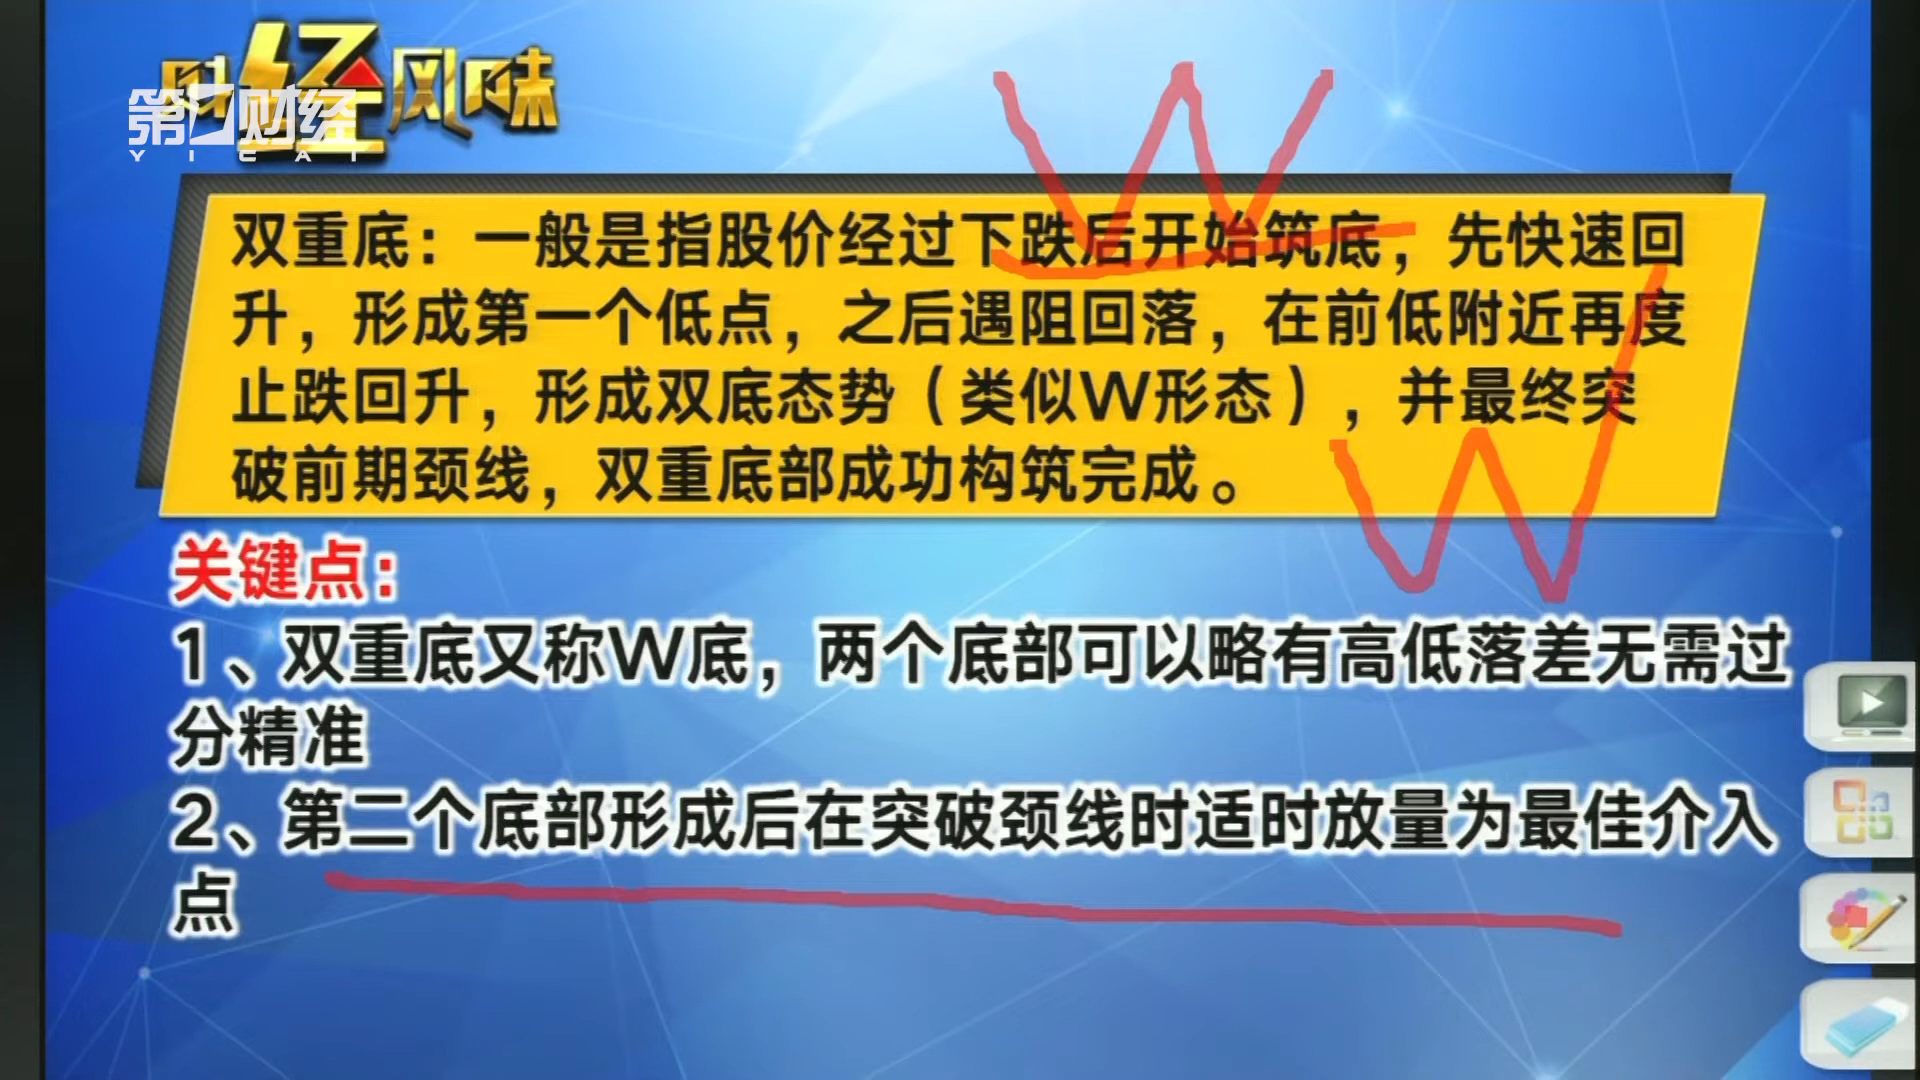 财经风味
第一财经
YICAI
双重底：一般是指股价经过下跌后开始筑底，先快速回
升，形成第一个低点，之后遇阻回落，在前低附近再度
止跌回升，形成双底态势（类似W形态），并最终突
破前期颈线，双重底部成功构筑完成。
关键点：
1、双重底又称W底，两个底部可以略有高低落差无需过
分精准
2、第二个底部形成后在突破颈线时适时放量为最佳介入
点